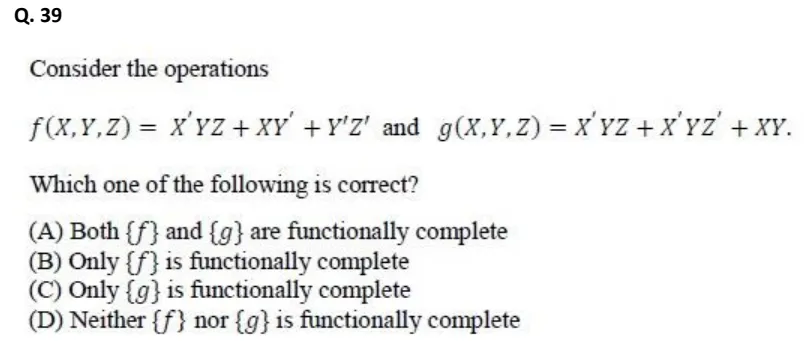 Q. 39
Consider the operations
f(X, Y, Z) = X′YZ + XY′ + Y′Z′ and g(X, Y, Z) = X′YZ + X′YZ′ + XY.
Which one of the following is correct?
(A) Both {f} and {g} are functionally complete
(B) Only {f} is functionally complete
(C) Only {g} is functionally complete
(D) Neither {f} nor {g} is functionally complete